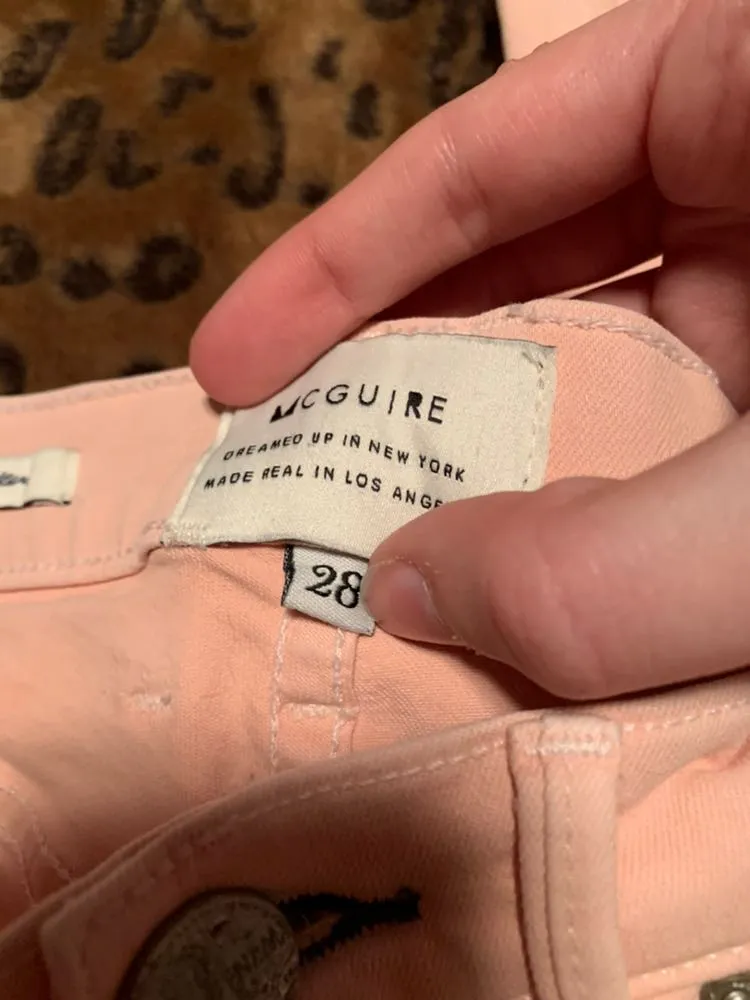 MCGUIRE
DREAMED UP IN NEW YORK
MADE REAL IN LOS ANGE
28